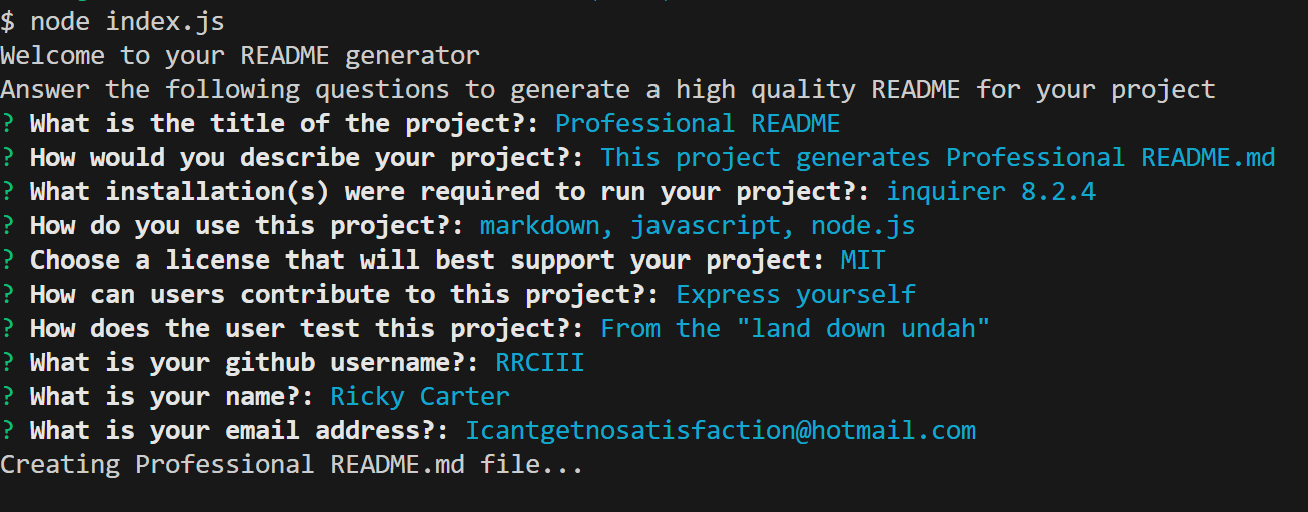 $ node index.js
Welcome to your README generator
Answer the following questions to generate a high quality README for your project
? What is the title of the project?: Professional README
? How would you describe your project?: This project generates Professional README.md
? What installation(s) were required to run your project?: inquirer 8.2.4
? How do you use this project?: markdown, javascript, node.js
? Choose a license that will best support your project: MIT
? How can users contribute to this project?: Express yourself
? How does the user test this project?: From the "land down undah"
? What is your github username?: RRCIII
? What is your name?: Ricky Carter
? What is your email address?: Icantgetnosatisfaction@hotmail.com
Creating Professional README.md file...